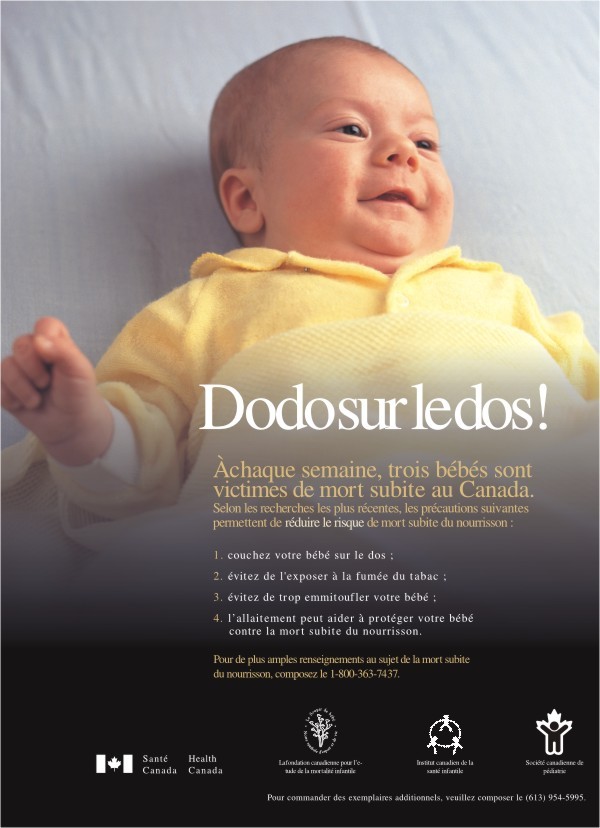 Dodo sur le dos !
À chaque semaine, trois bébés sont
victimes de mort subite au Canada.
Selon les recherches les plus récentes, les précautions suivantes
permettent de réduire le risque de mort subite du nourrisson :
1. couchez votre bébé sur le dos ;
2. évitez de l'exposer à la fumée du tabac ;
3. évitez de trop emmitoufler votre bébé ;
4. l'allaitement peut aider à protéger votre bébé
contre la mort subite du nourrisson.
Pour de plus amples renseignements au sujet de la mort subite
du nourrisson, composez le 1-800-363-7437.
Santé Health
Canada Canada
Lafondation canadienne pour l'e-
tude de la mortalité infantile
Institut canadien de la
santé infantile
Société canadienne de
pédiatrie
Pour commander des exemplaires additionnels, veuillez composer le (613) 954-5995.